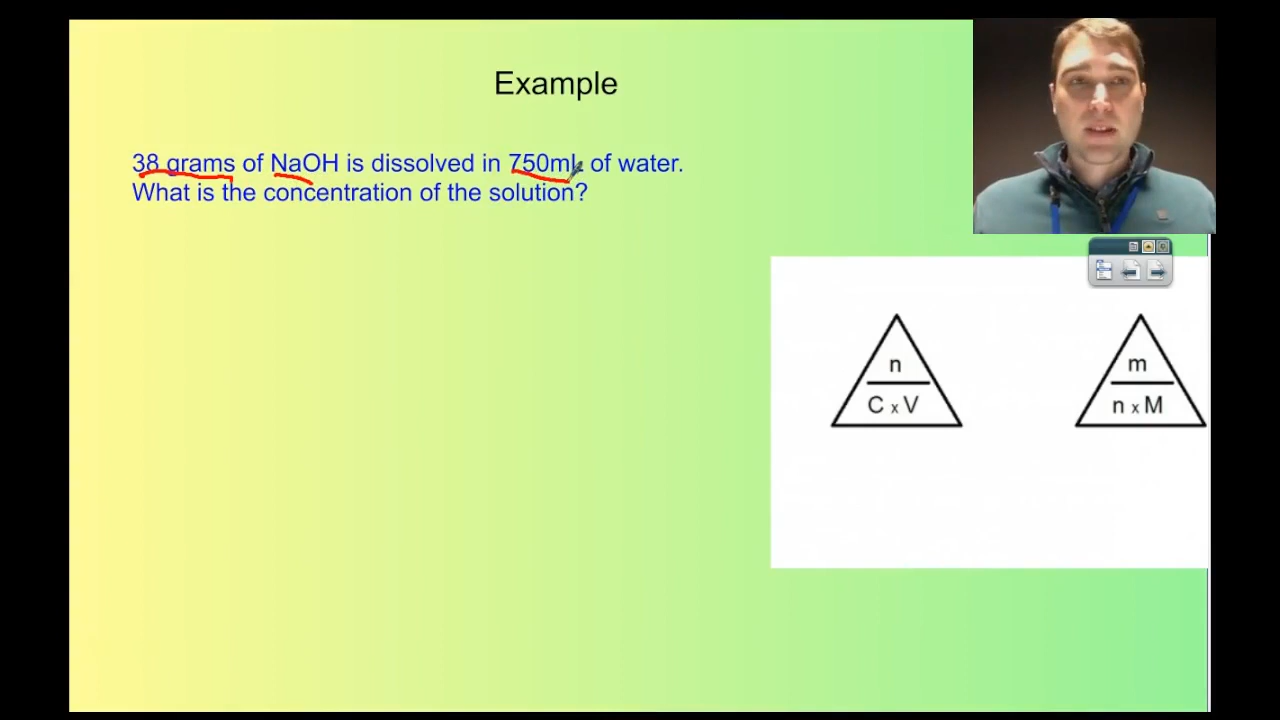 Example
38 grams of NaOH is dissolved in 750mL of water.
What is the concentration of the solution?
n
C x V
m
n x M